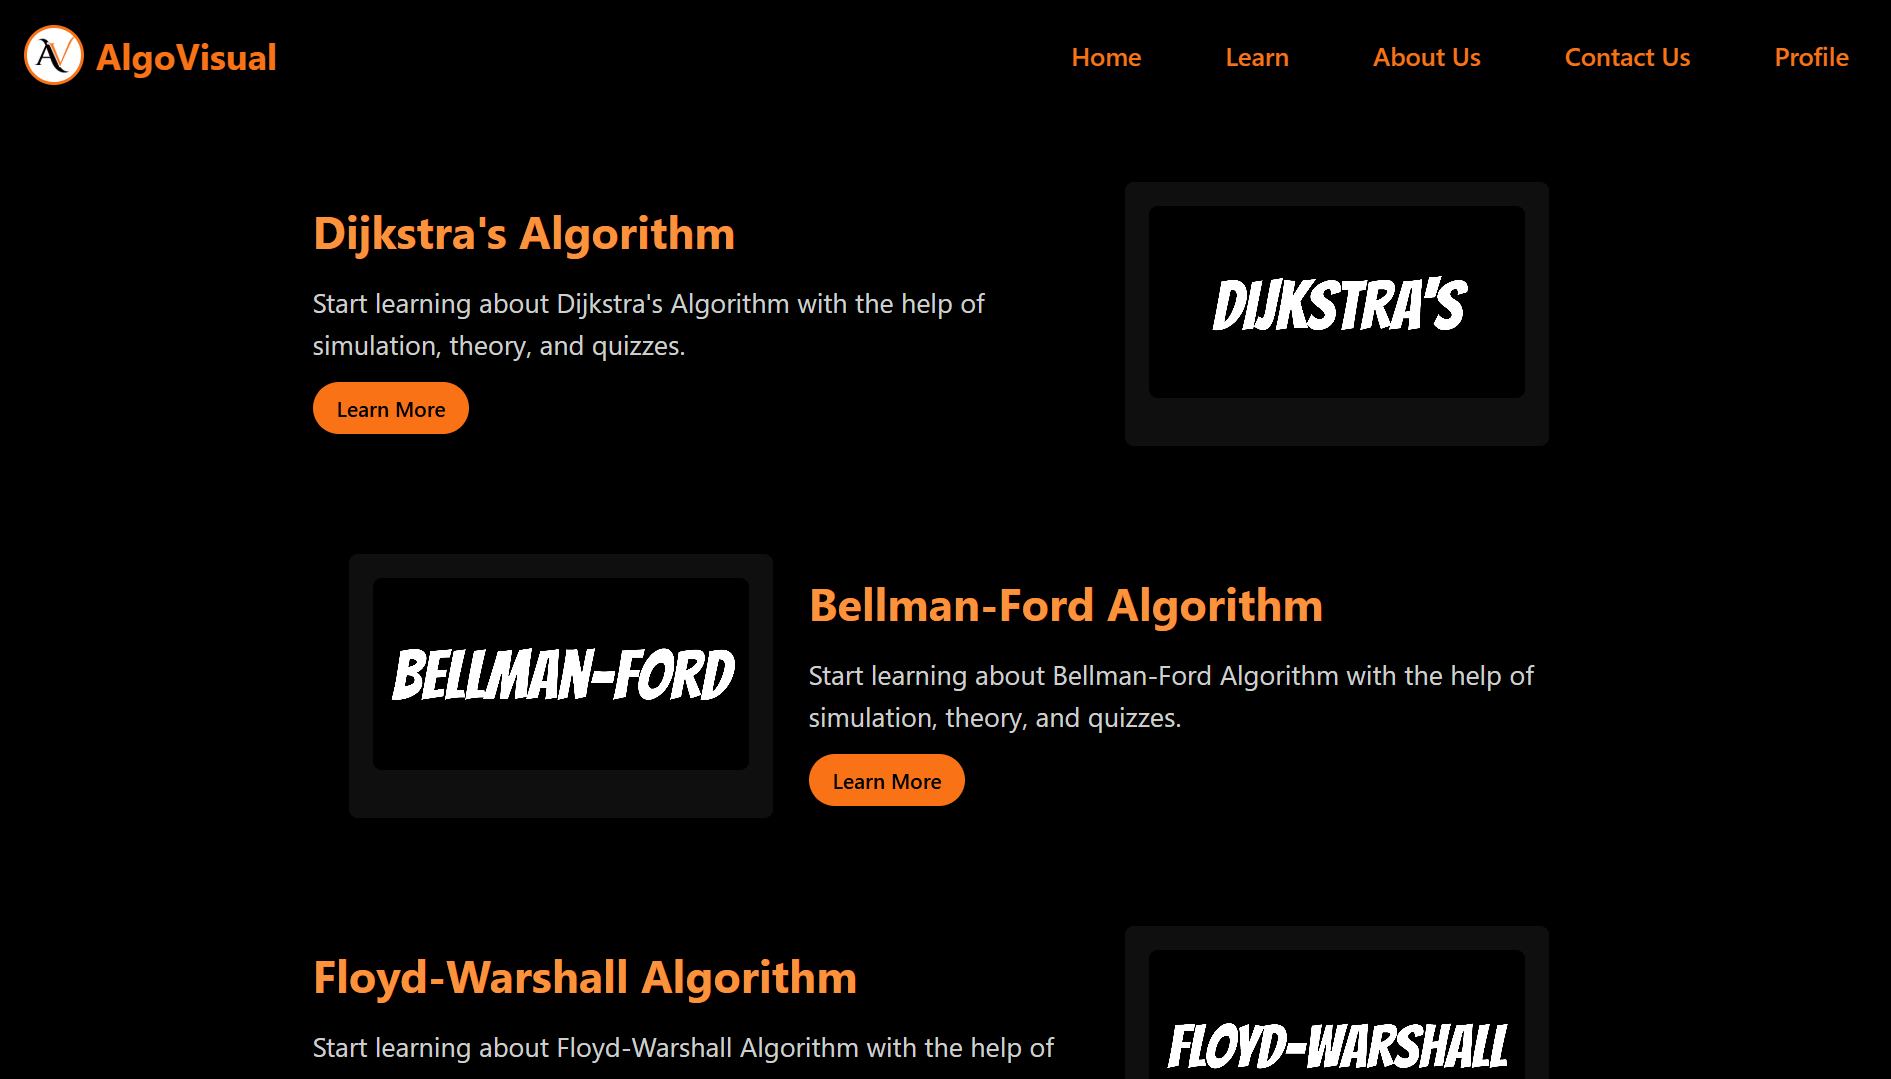 AV AlgoVisual
Home Learn About Us Contact Us Profile
Dijkstra's Algorithm
Start learning about Dijkstra's Algorithm with the help of
simulation, theory, and quizzes.
Learn More
DIJKSTRA'S
BELLMAN-FORD
Bellman-Ford Algorithm
Start learning about Bellman-Ford Algorithm with the help of
simulation, theory, and quizzes.
Learn More
Floyd-Warshall Algorithm
Start learning about Floyd-Warshall Algorithm with the help of
FLOYD-WARSHALL